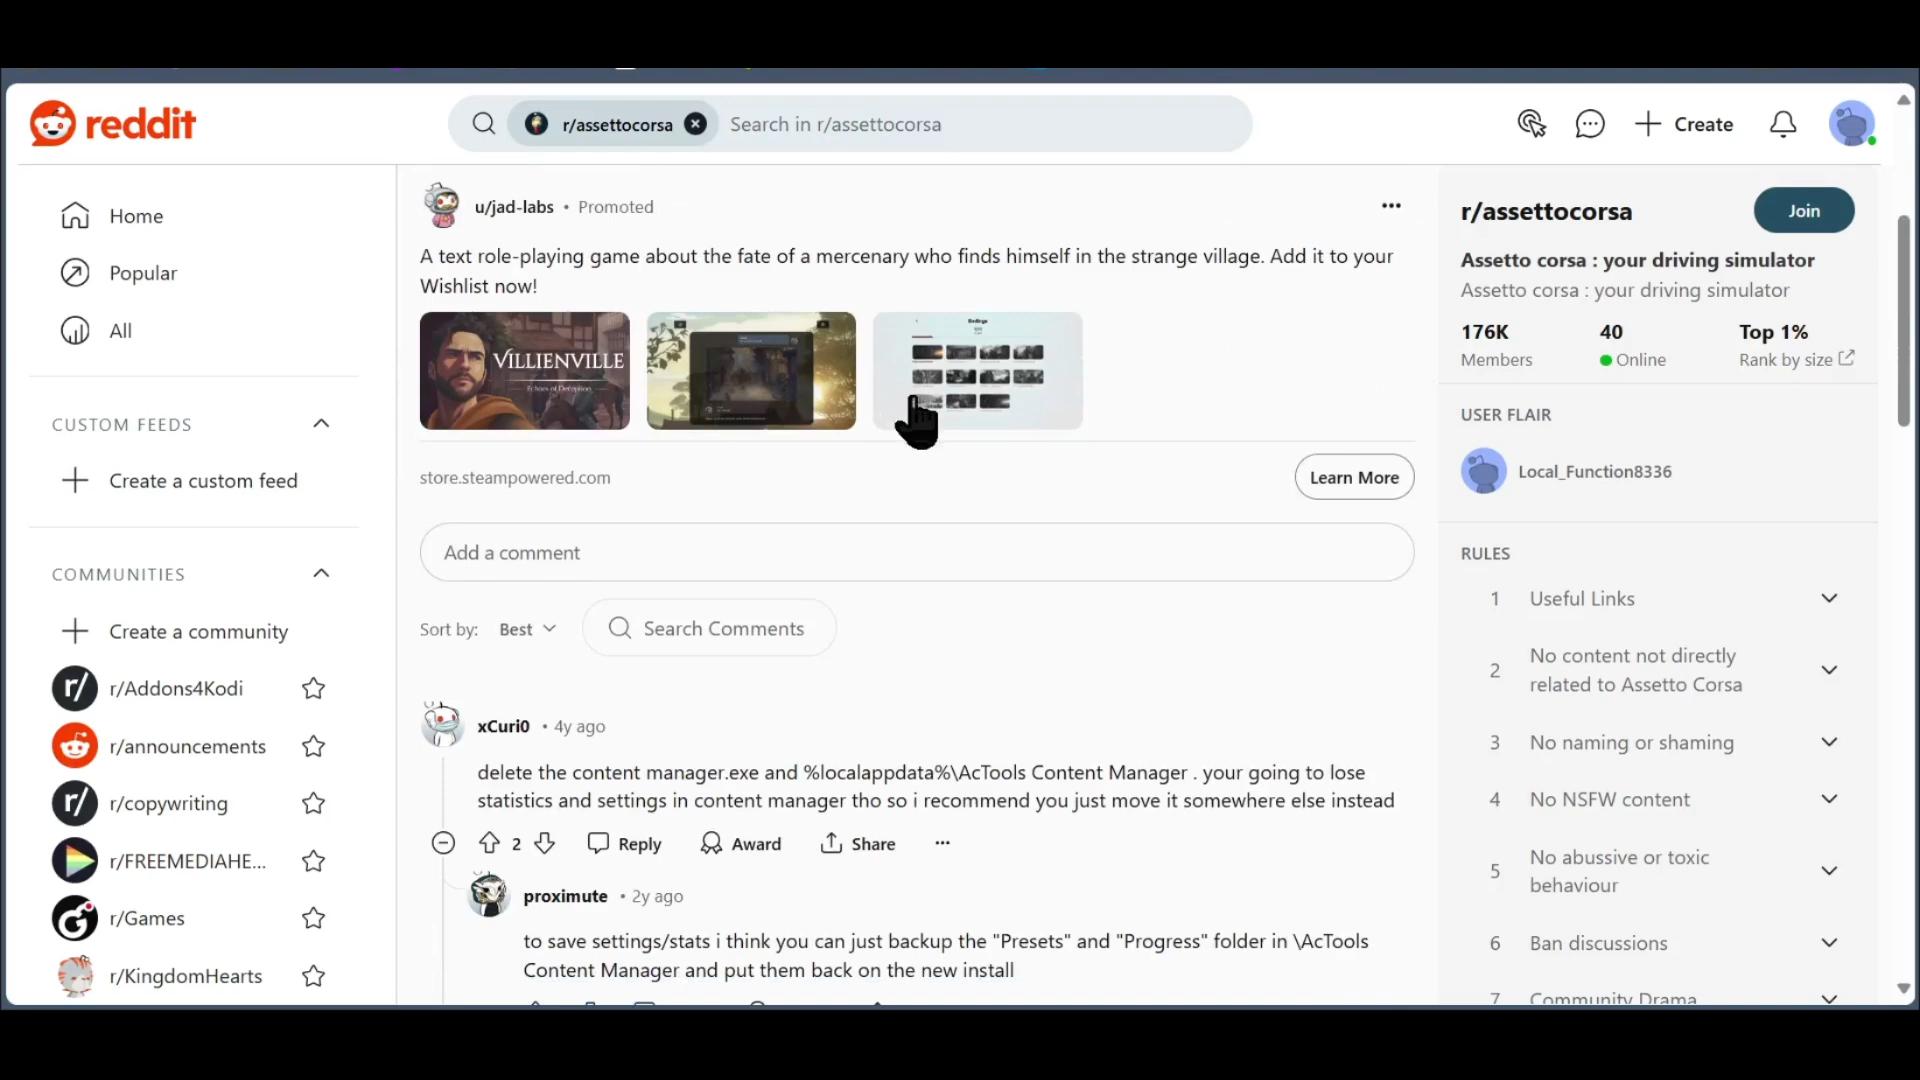 reddit
r/assettocorsa
Search in r/assettocorsa
Create
Home
Popular
All
CUSTOM FEEDS
Create a custom feed
COMMUNITIES
Create a community
r/Addons4Kodi
r/announcements
r/copywriting
r/FREEMEDIAHE...
r/Games
r/KingdomHearts
u/jad-labs • Promoted
A text role-playing game about the fate of a mercenary who finds himself in the strange village. Add it to your
Wishlist now!
VILLIENVILLE
Echoes of Deception
Endings
store.steampowered.com
Learn More
Add a comment
Sort by: Best
Search Comments
xCuri0 • 4y ago
delete the content manager.exe and %localappdata%\AcTools Content Manager . your going to lose
statistics and settings in content manager tho so i recommend you just move it somewhere else instead
2
Reply
Award
Share
proximute • 2y ago
to save settings/stats i think you can just backup the "Presets" and "Progress" folder in \AcTools
Content Manager and put them back on the new install
r/assettocorsa
Join
Assetto corsa : your driving simulator
Assetto corsa : your driving simulator
176K 40 Top 1%
Members Online Rank by size
USER FLAIR
Local_Function8336
RULES
1 Useful Links
2 No content not directly
related to Assetto Corsa
3 No naming or shaming
4 No NSFW content
5 No abussive or toxic
behaviour
6 Ban discussions
7 Community Drama